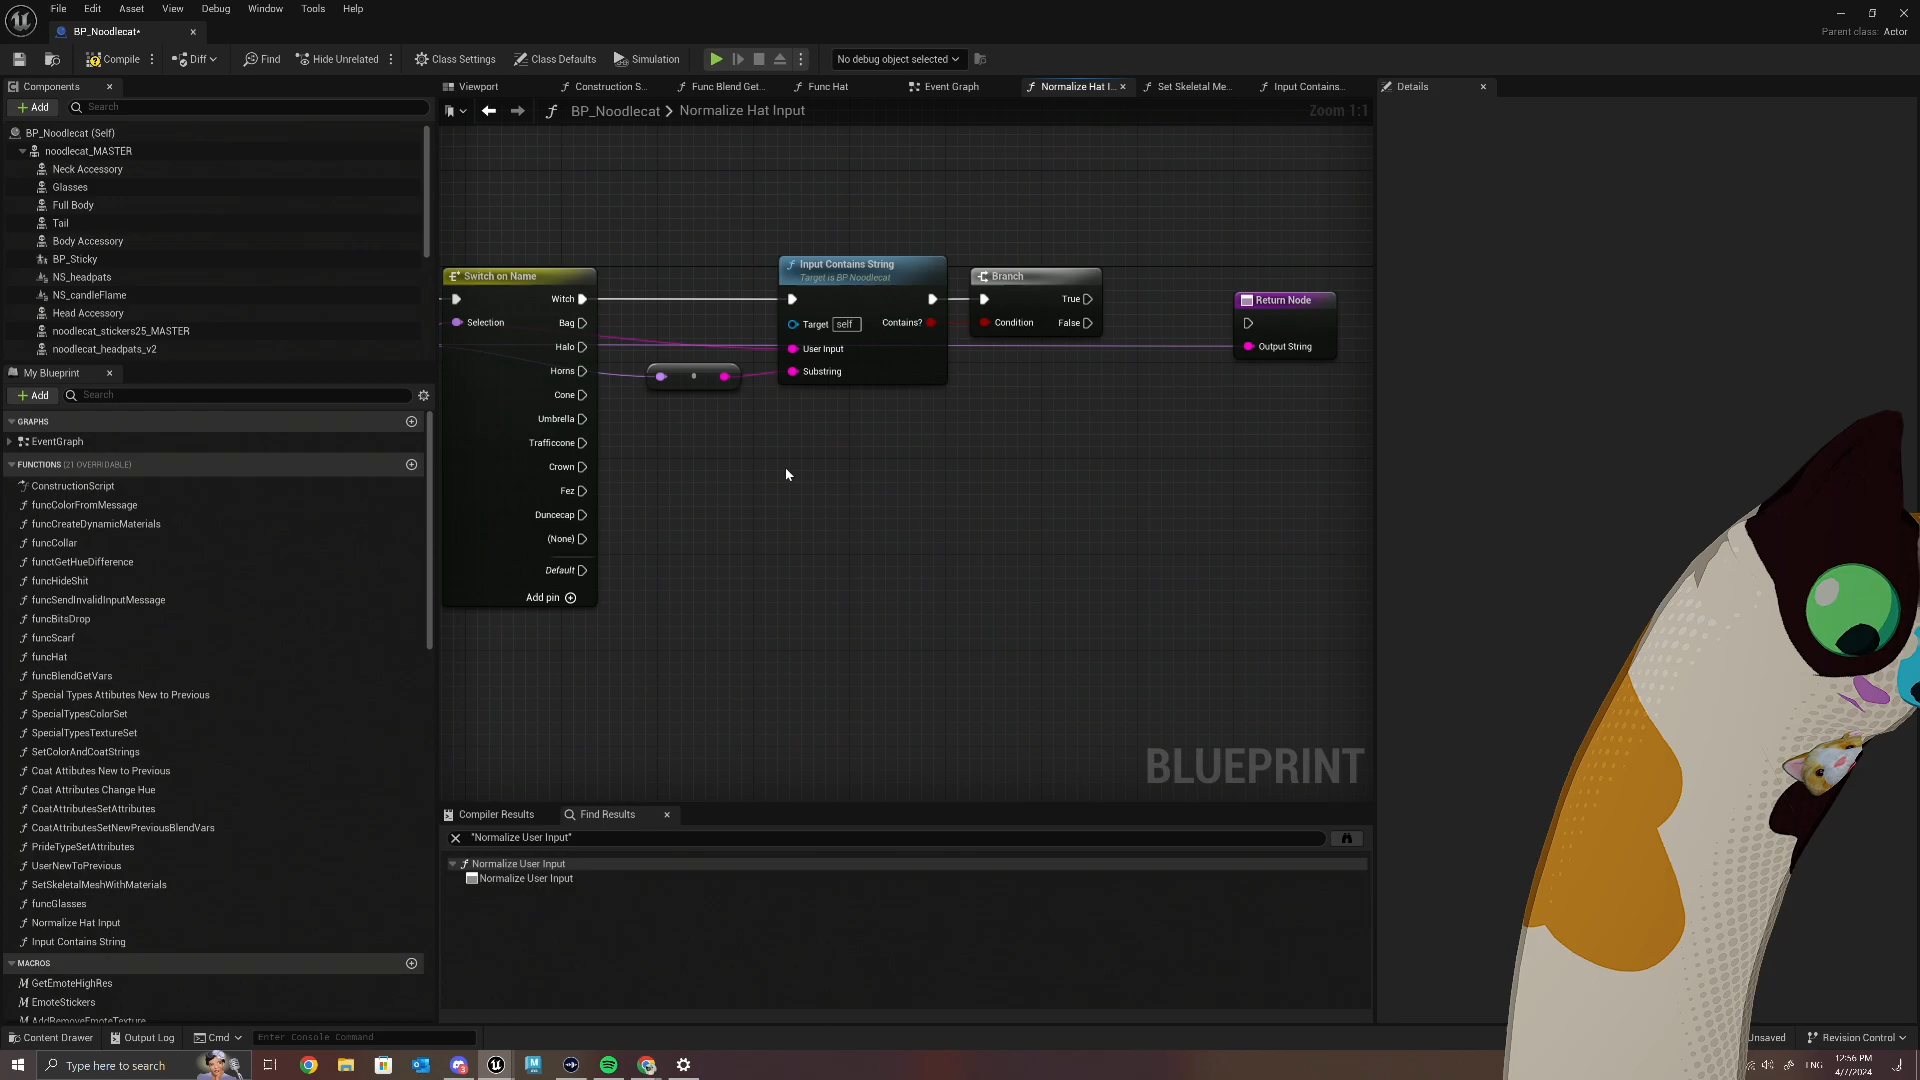 File Edit Asset View Debug Window Tools Help
BP_Noodlecat*
Parent class: Actor
Compile Diff Find Hide Unrelated Class Settings Class Defaults Simulation No debug object selected
Components
Viewport Construction S... Func Blend Get... Func Hat Event Graph Normalize Hat I... Set Skeletal Me... Input Contains... Details
Add Search
BP_Noodlecat > Normalize Hat Input Zoom 1:1
BP_Noodlecat (Self)
noodlecat_MASTER
Neck Accessory
Glasses
Full Body
Tail
Body Accessory
BP_Sticky
NS_headpats
NS_candleFlame
Head Accessory
noodlecat_stickers25_MASTER
noodlecat_headpats_v2
Switch on Name
Selection
Witch
Bag
Halo
Horns
Cone
Umbrella
Trafficcone
Crown
Fez
Duncecap
(None)
Default
Add pin
Input Contains String
Target is BP Noodlecat
Target self Contains?
User Input
Substring
Branch
True
Condition False
Return Node
Output String
BLUEPRINT
My Blueprint
Add Search
GRAPHS
EventGraph
FUNCTIONS (21 OVERRIDABLE)
ConstructionScript
funcColorFromMessage
funcCreateDynamicMaterials
funcCollar
functGetHueDifference
funcHideShit
funcSendInvalidInputMessage
funcBitsDrop
funcScarf
funcHat
funcBlendGetVars
Special Types Attibutes New to Previous
SpecialTypesColorSet
SpecialTypesTextureSet
SetColorAndCoatStrings
Coat Attibutes New to Previous
Coat Attributes Change Hue
CoatAttributesSetAttributes
CoatAttributesSetNewPreviousBlendVars
PrideTypeSetAttributes
UserNewToPrevious
SetSkeletalMeshWithMaterials
funcGlasses
Normalize Hat Input
Input Contains String
MACROS
GetEmoteHighRes
EmoteStickers
AddRemoveEmoteTexture
Compiler Results Find Results
"Normalize User Input"
Normalize User Input
Normalize User Input
Content Drawer Output Log Cmd Enter Console Command Unsaved Revision Control
Type here to search
ENG
12:56 PM
4/7/2024